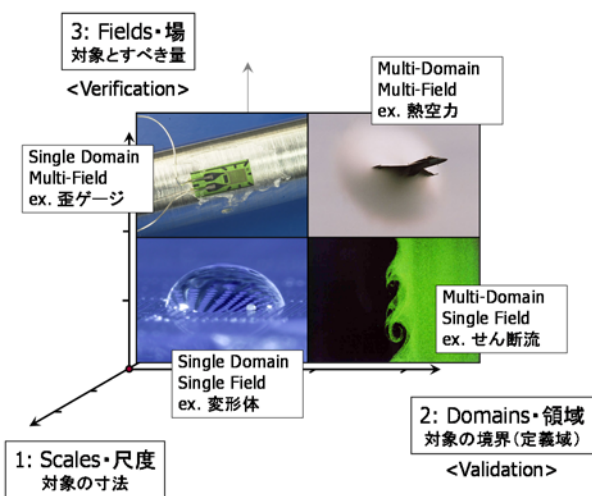 3: Fields・場
対象とすべき量
<Verification>
Multi-Domain
Multi-Field
ex. 熱空力
Single Domain
Multi-Field
ex. 歪ゲージ
Multi-Domain
Single Field
ex. せん断流
Single Domain
Single Field
ex. 変形体
2: Domains・領域
対象の境界(定義域)
<Validation>
1: Scales・尺度
対象の寸法